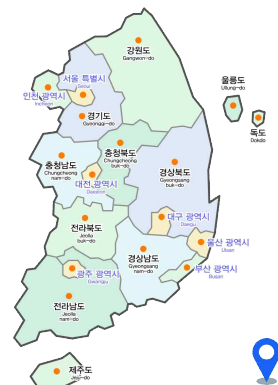 강원도
Gangwon-do
울릉도
Ullung-do
독도
Dokdo
서울 특별시
Seoul
인천 광역시
Incheon
경기도
Gyeonggi-do
충청북도
Chungcheong
buk-do
충청남도
Chungcheong
nam-do
대전 광역시
Daejeon
경상북도
Gyeongsang
buk-do
대구 광역시
Daegu
전라북도
Jeolla
buk-do
울산 광역시
Ulsan
경상남도
Gyeongsang
nam-do
부산 광역시
Busan
광주 광역시
Gwangju
전라남도
Jeolla
nam-do
제주도
Jeju-do